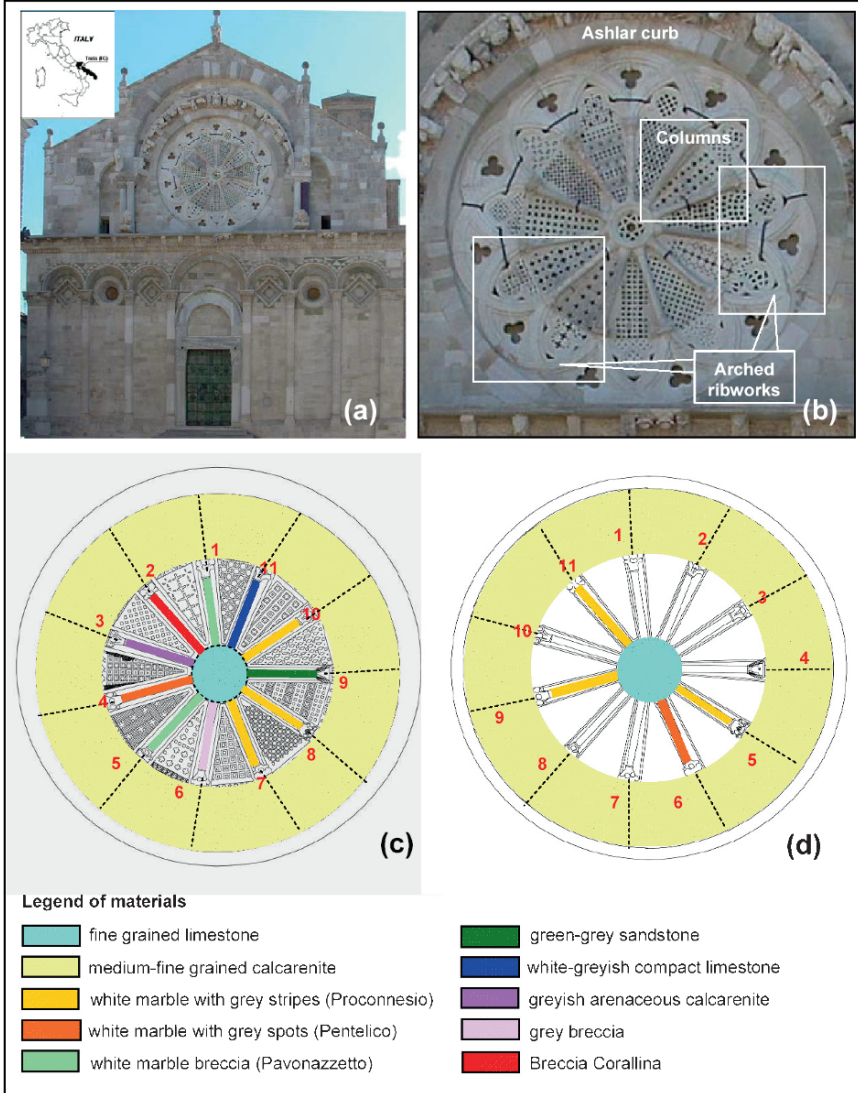 ITALY
Ashlar curb
Columns
Arched
ribworks
(a)
(b)
1
2
3
4
5
6
7
8
9
10
11
(c)
1
2
3
4
5
6
7
8
9
10
11
(d)
Legend of materials
fine grained limestone
medium-fine grained calcarenite
white marble with grey stripes (Proconnesio)
white marble with grey spots (Pentelico)
white marble breccia (Pavonazzetto)
green-grey sandstone
white-greyish compact limestone
greyish arenaceous calcarenite
grey breccia
Breccia Corallina